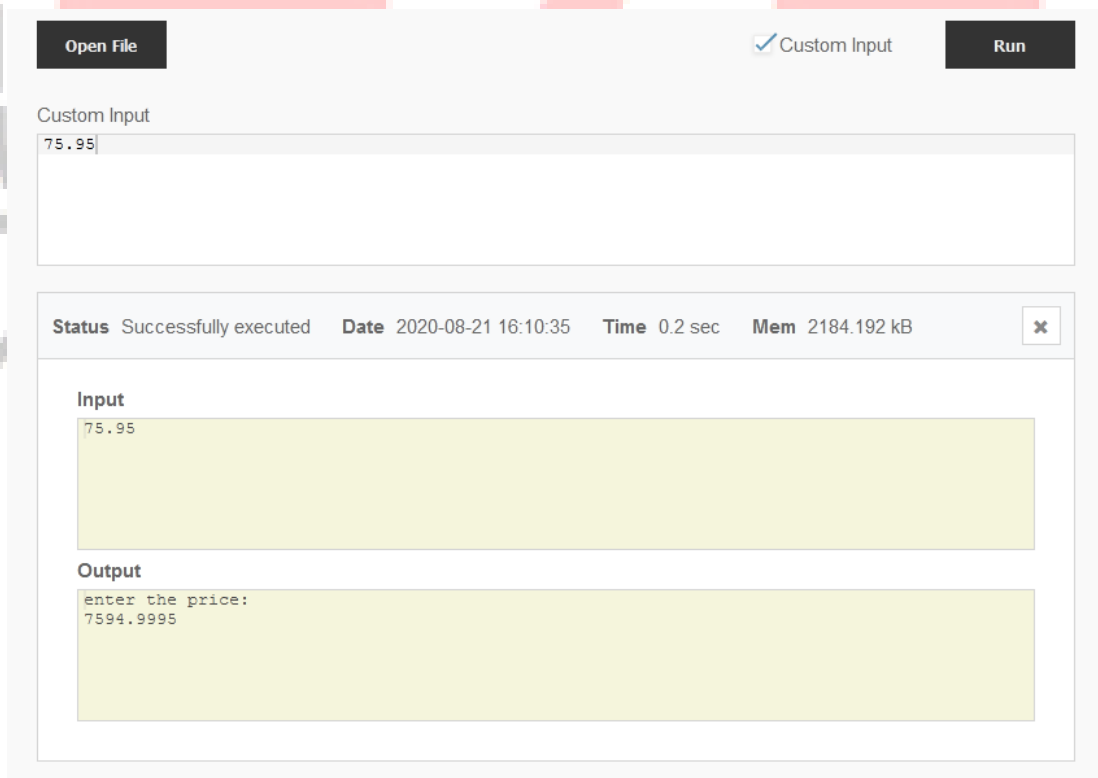 Open File
Custom Input
Run
Custom Input
75.95
Status Successfully executed Date 2020-08-21 16:10:35 Time 0.2 sec Mem 2184.192 kB
Input
75.95
Output
enter the price:
7594.9995